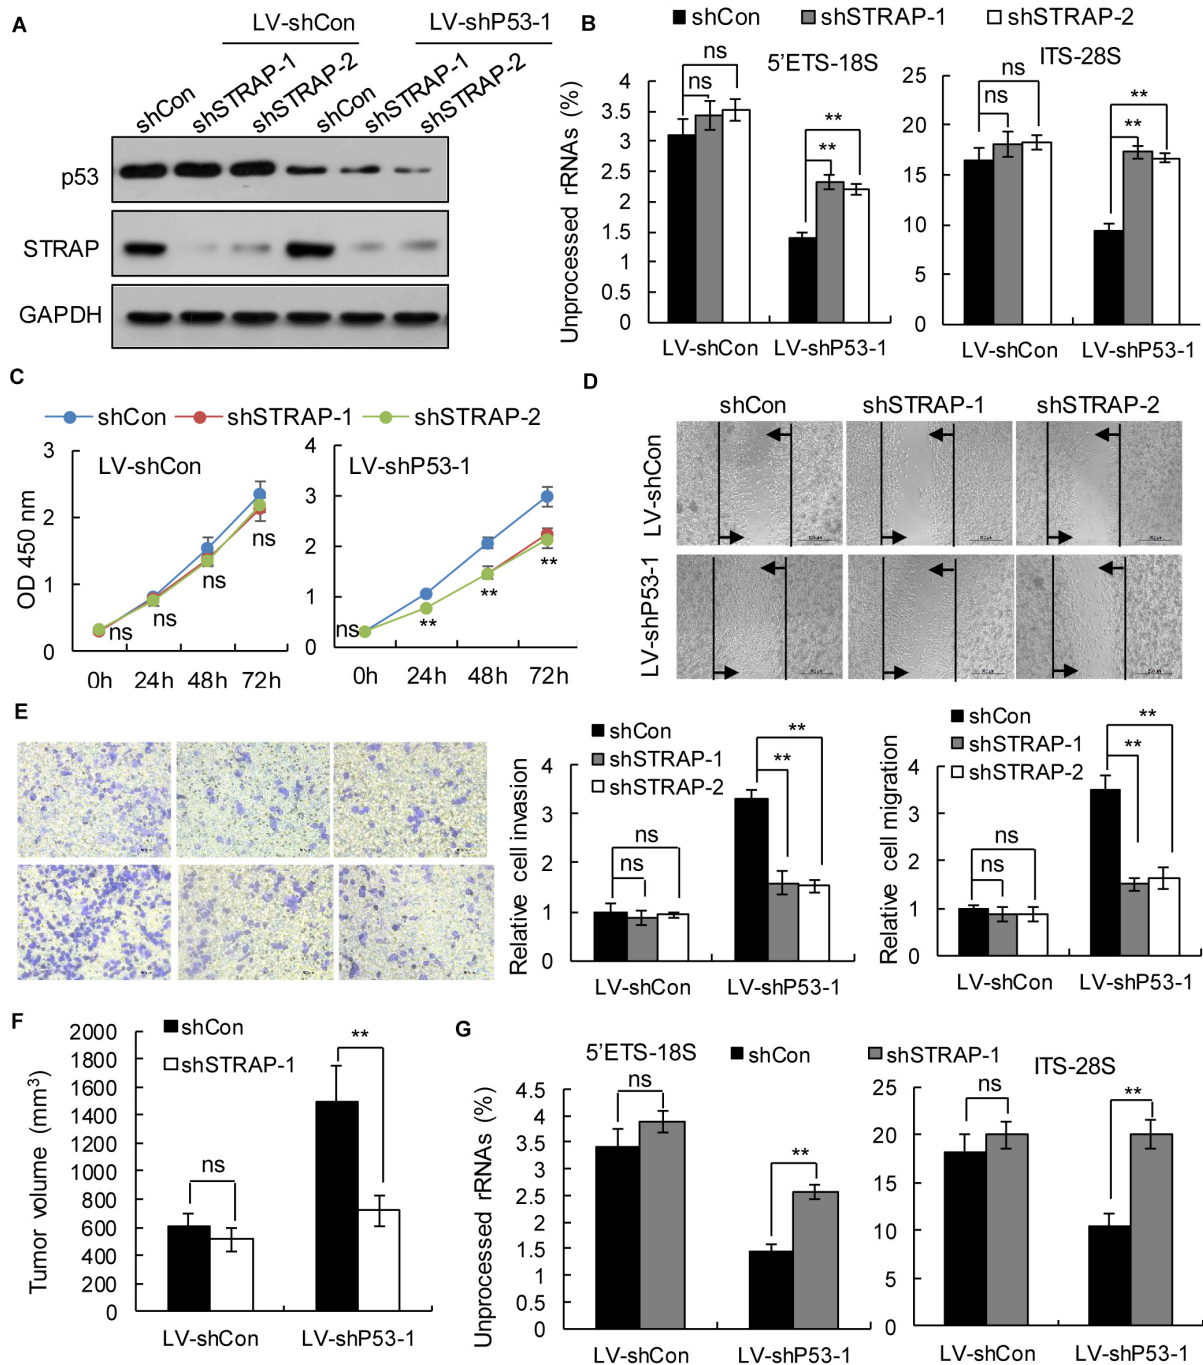 A
LV-shCon
LV-shP53-1
shCon
shSTRAP-1
shSTRAP-2
shCon
shSTRAP-1
shSTRAP-2
p53
STRAP
GAPDH
B
shCon
shSTRAP-1
shSTRAP-2
5'ETS-18S
ITS-28S
Unprocessed rRNAs (%)
4
3.5
3
2.5
2
1.5
1
0.5
0
ns
ns
**
**
LV-shCon
LV-shP53-1
25
20
15
10
5
0
ns
ns
**
**
LV-shCon
LV-shP53-1
C
shCon
shSTRAP-1
shSTRAP-2
OD 450 nm
LV-shCon
3
2
1
0
ns
ns
ns
ns
0h
24h
48h
72h
LV-shP53-1
4
3
2
1
0
ns
**
**
**
0h
24h
48h
72h
D
shCon
shSTRAP-1
shSTRAP-2
LV-shCon
LV-shP53-1
E
shCon
shSTRAP-1
shSTRAP-2
Relative cell invasion
4
3
2
1
0
ns
ns
**
**
LV-shCon
LV-shP53-1
shCon
shSTRAP-1
shSTRAP-2
Relative cell migration
4
3
2
1
0
ns
ns
**
**
LV-shCon
LV-shP53-1
F
shCon
shSTRAP-1
Tumor volume (mm³)
2000
1800
1600
1400
1200
1000
800
600
400
200
0
ns
**
LV-shCon
LV-shP53-1
G
5'ETS-18S
shCon
shSTRAP-1
ITS-28S
Unprocessed rRNAs (%)
4.5
4
3.5
3
2.5
2
1.5
1
0.5
0
ns
**
LV-shCon
LV-shP53-1
25
20
15
10
5
0
ns
**
LV-shCon
LV-shP53-1